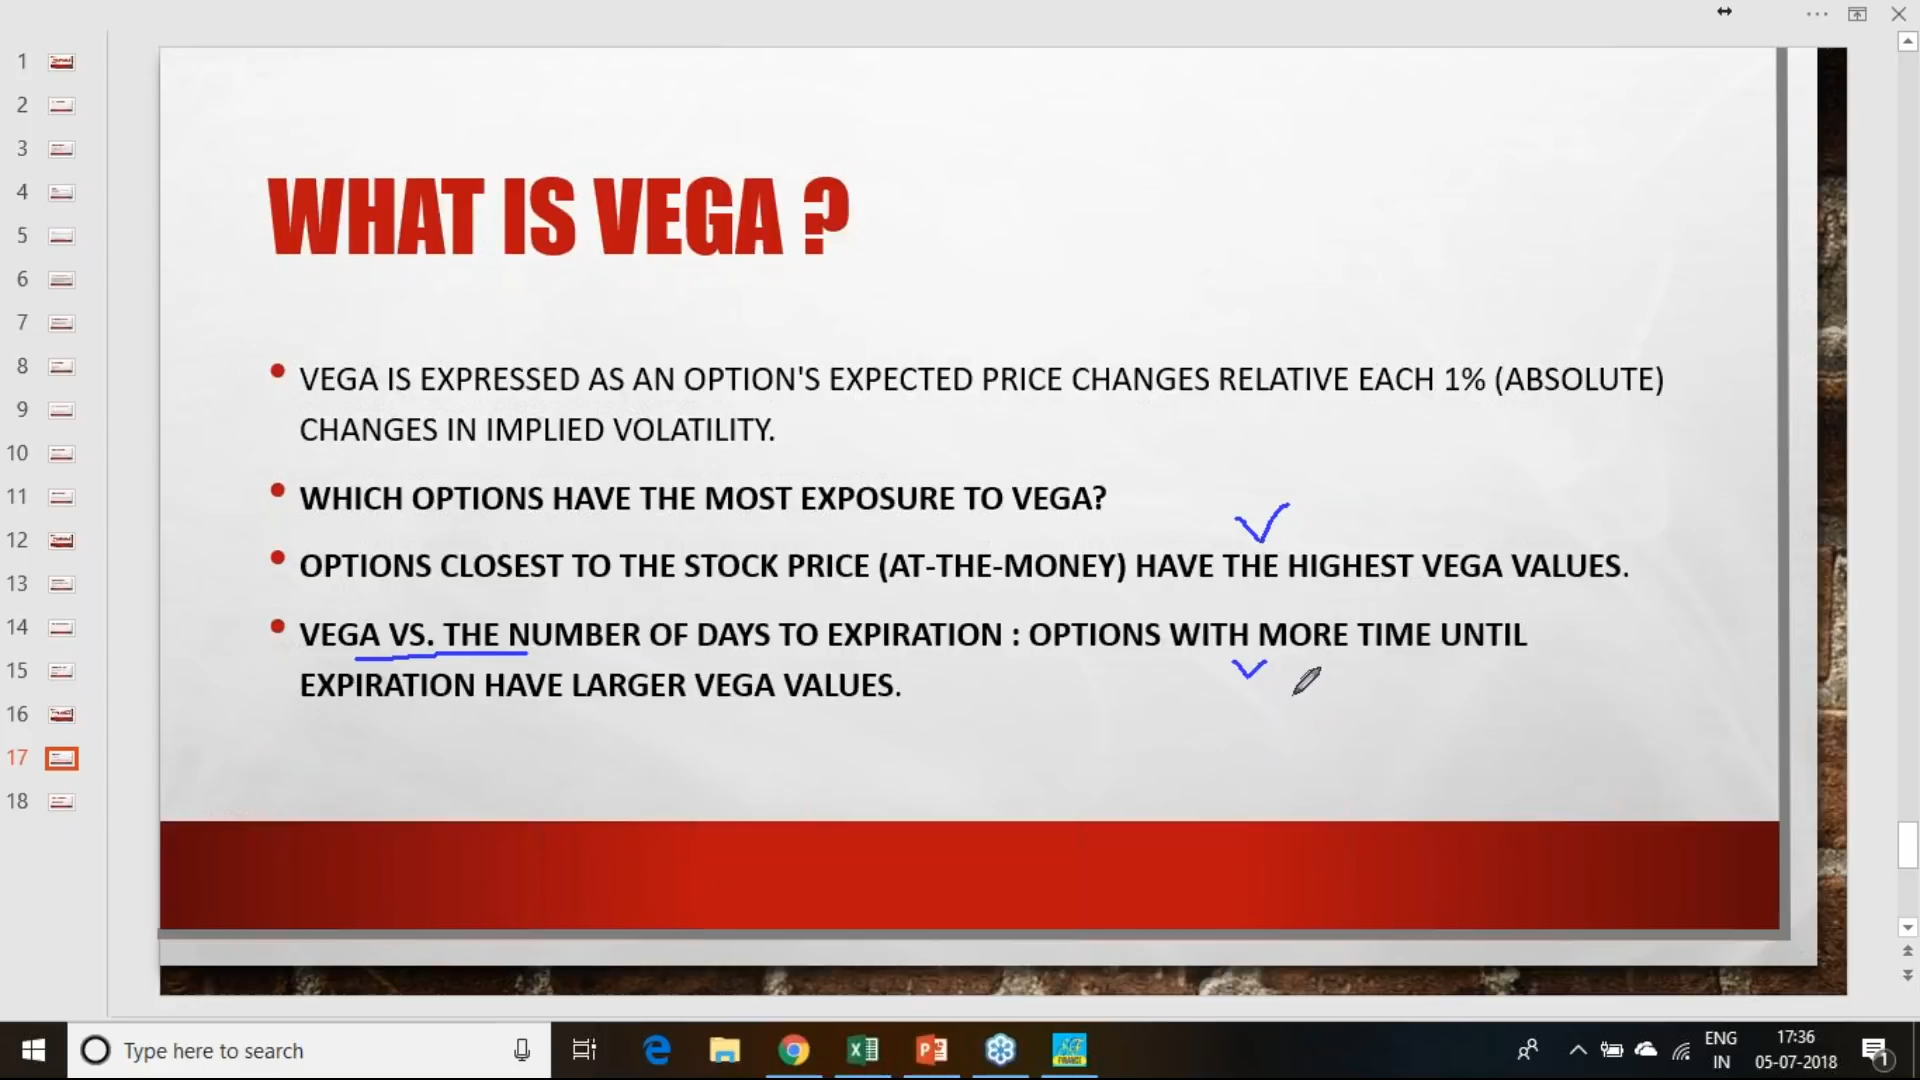 1
2
3
4
5
6
7
8
9
10
11
12
13
14
15
16
17
18
WHAT IS VEGA ?
• VEGA IS EXPRESSED AS AN OPTION'S EXPECTED PRICE CHANGES RELATIVE EACH 1% (ABSOLUTE)
CHANGES IN IMPLIED VOLATILITY.
• WHICH OPTIONS HAVE THE MOST EXPOSURE TO VEGA?
• OPTIONS CLOSEST TO THE STOCK PRICE (AT-THE-MONEY) HAVE THE HIGHEST VEGA VALUES.
• VEGA VS. THE NUMBER OF DAYS TO EXPIRATION : OPTIONS WITH MORE TIME UNTIL
EXPIRATION HAVE LARGER VEGA VALUES.
Type here to search
FINANCE
ENG
IN
17:36
05-07-2018
1